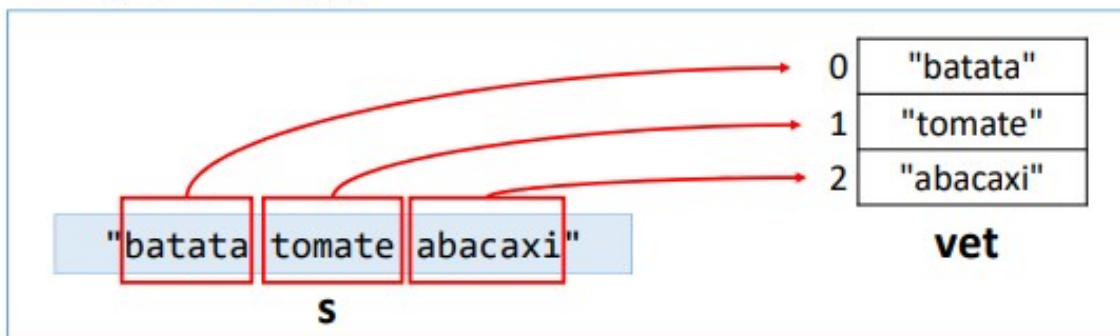 0 "batata"
1 "tomate"
2 "abacaxi"
vet
"batata tomate abacaxi"
s